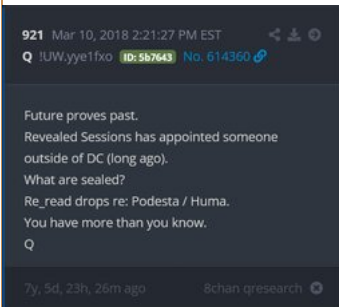 921 Mar 10, 2018 2:21:27 PM EST
Q !UW.yye1fxo ID: 5b7643 No. 614360
Future proves past.
Revealed Sessions has appointed someone
outside of DC (long ago).
What are sealed?
Re_read drops re: Podesta / Huma.
You have more than you know.
Q
7y, 5d, 23h, 26m ago 8chan qresearch